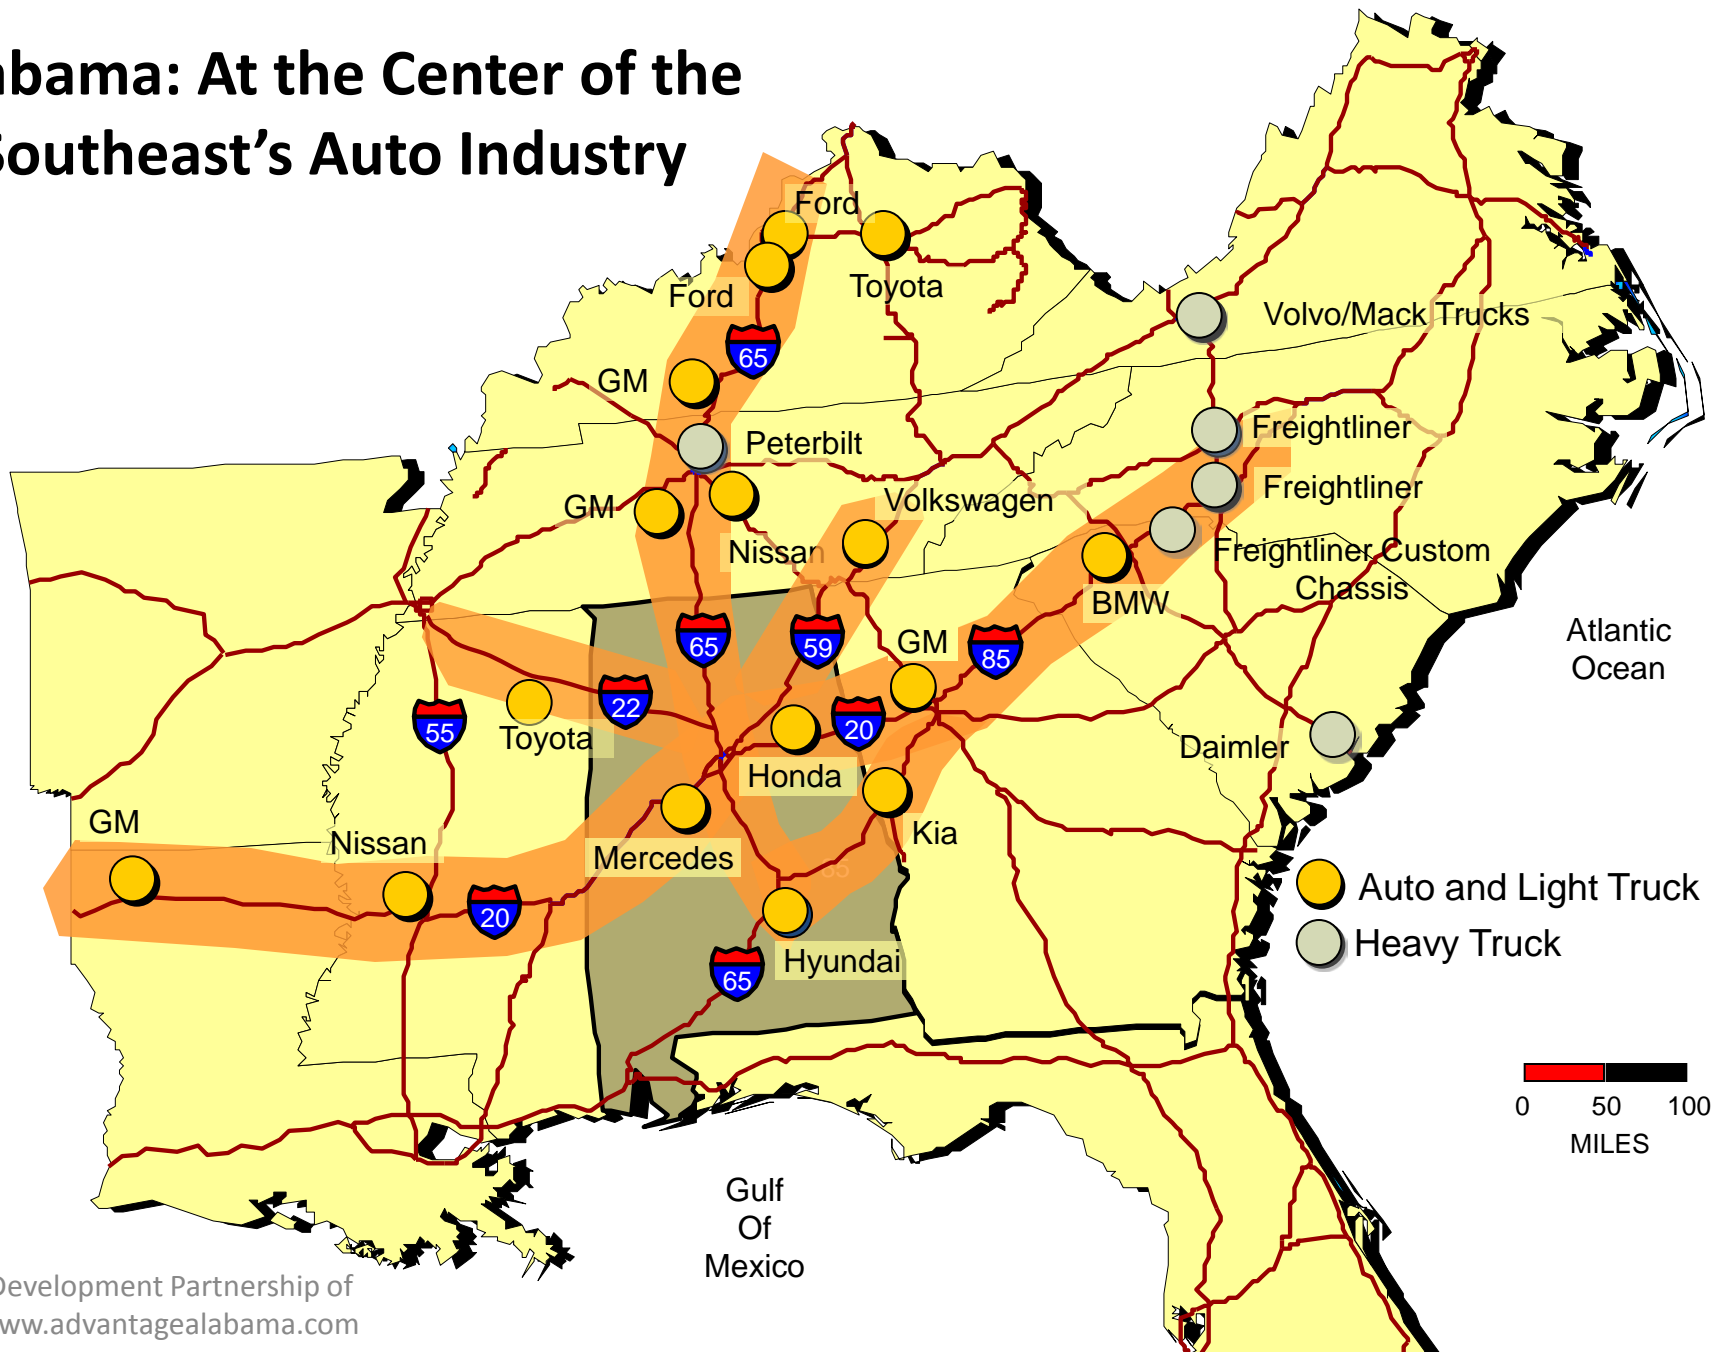 abama: At the Center of the
Southeast's Auto Industry
Ford
Ford
Toyota
Volvo/Mack Trucks
65
GM
Peterbilt
Freightliner
GM
Volkswagen
Freightliner
Nissan
Freightliner Custom
Chassis
BMW
65
59
GM
85
Atlantic
Ocean
22
55
Toyota
20
Daimler
Honda
GM
Nissan
Mercedes
Kia
85
Auto and Light Truck
20
Heavy Truck
Hyundai
65
0 50 100
MILES
Gulf
Of
Mexico
Development Partnership of
ww.advantagealabama.com